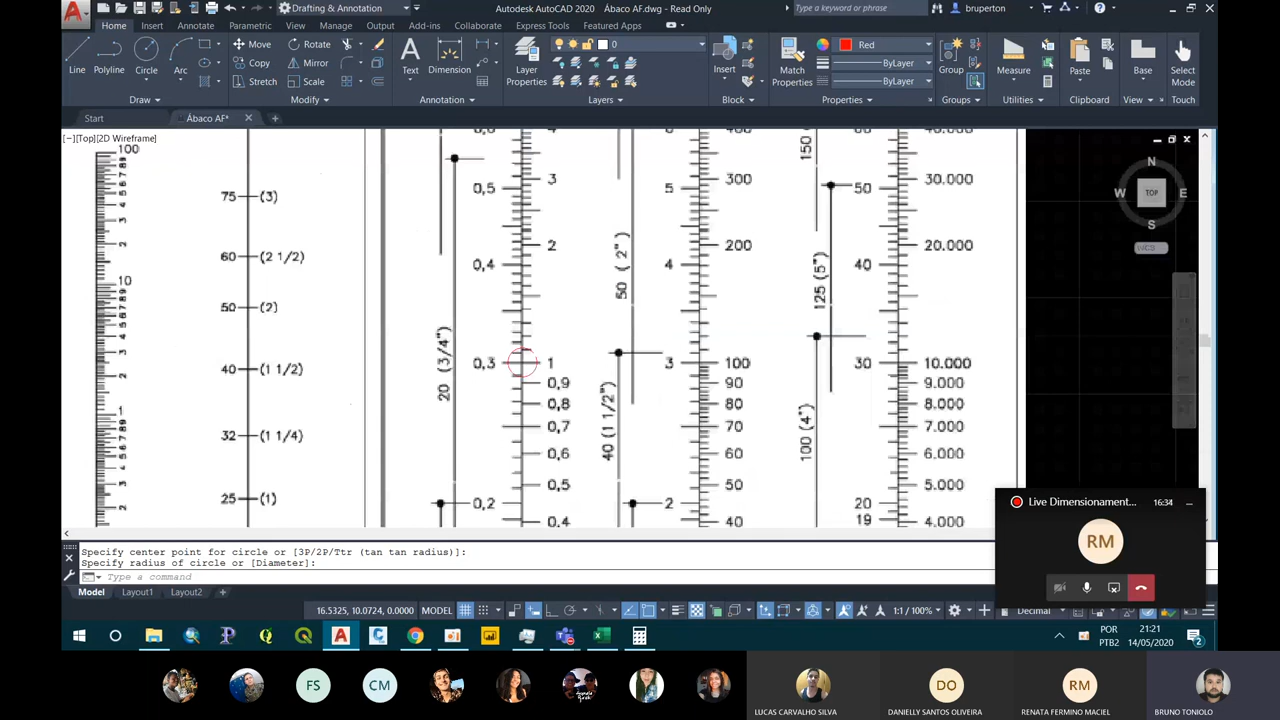 Drafting & Annotation
Autodesk AutoCAD 2020
Ábaco AF.dwg - Read Only
Type a keyword or phrase
bruperton
Home
Insert
Annotate
Parametric
View
Manage
Output
Add-ins
Collaborate
Express Tools
Featured Apps
Line
Polyline
Circle
Arc
Move
Rotate
Copy
Mirror
Stretch
Scale
Text
Dimension
Layer
Properties
0
Insert
Match
Properties
Red
ByLayer
ByLayer
Group
Measure
Paste
Base
Select
Mode
Draw
Modify
Annotation
Layers
Block
Properties
Groups
Utilities
Clipboard
View
Touch
Start
Ábaco AF*
[−][Top][2D Wireframe]
100
10
1
75 (3)
60 (2 1/2)
50 (2)
40 (1 1/2)
32 (1 1/4)
25 (1)
20 (3/4")
0,5
0,4
0,3
0,2
3
2
1
0,9
0,8
0,7
0,6
0,5
0,4
50 ( 2" )
40 (1 1/2")
5
4
3
2
300
200
100
90
80
70
60
50
40
150
125 (5")
100 (4")
50
40
30
20
19
30.000
20.000
10.000
9.000
8.000
7.000
6.000
5.000
4.000
N
W
TOP
E
S
WCS
Live Dimensionament...
16:34
RM
Specify center point for circle or [3P/2P/Ttr (tan tan radius)]:
Specify radius of circle or [Diameter]:
Type a command
Model
Layout1
Layout2
16.5325, 10.0724, 0.0000
MODEL
1:1 / 100%
Decimal
POR
PTB2
21:21
14/05/2020
2
FS
CM
DO
RM
LUCAS CARVALHO SILVA
DANIELLY SANTOS OLIVEIRA
RENATA FERMINO MACIEL
BRUNO TONIOLO